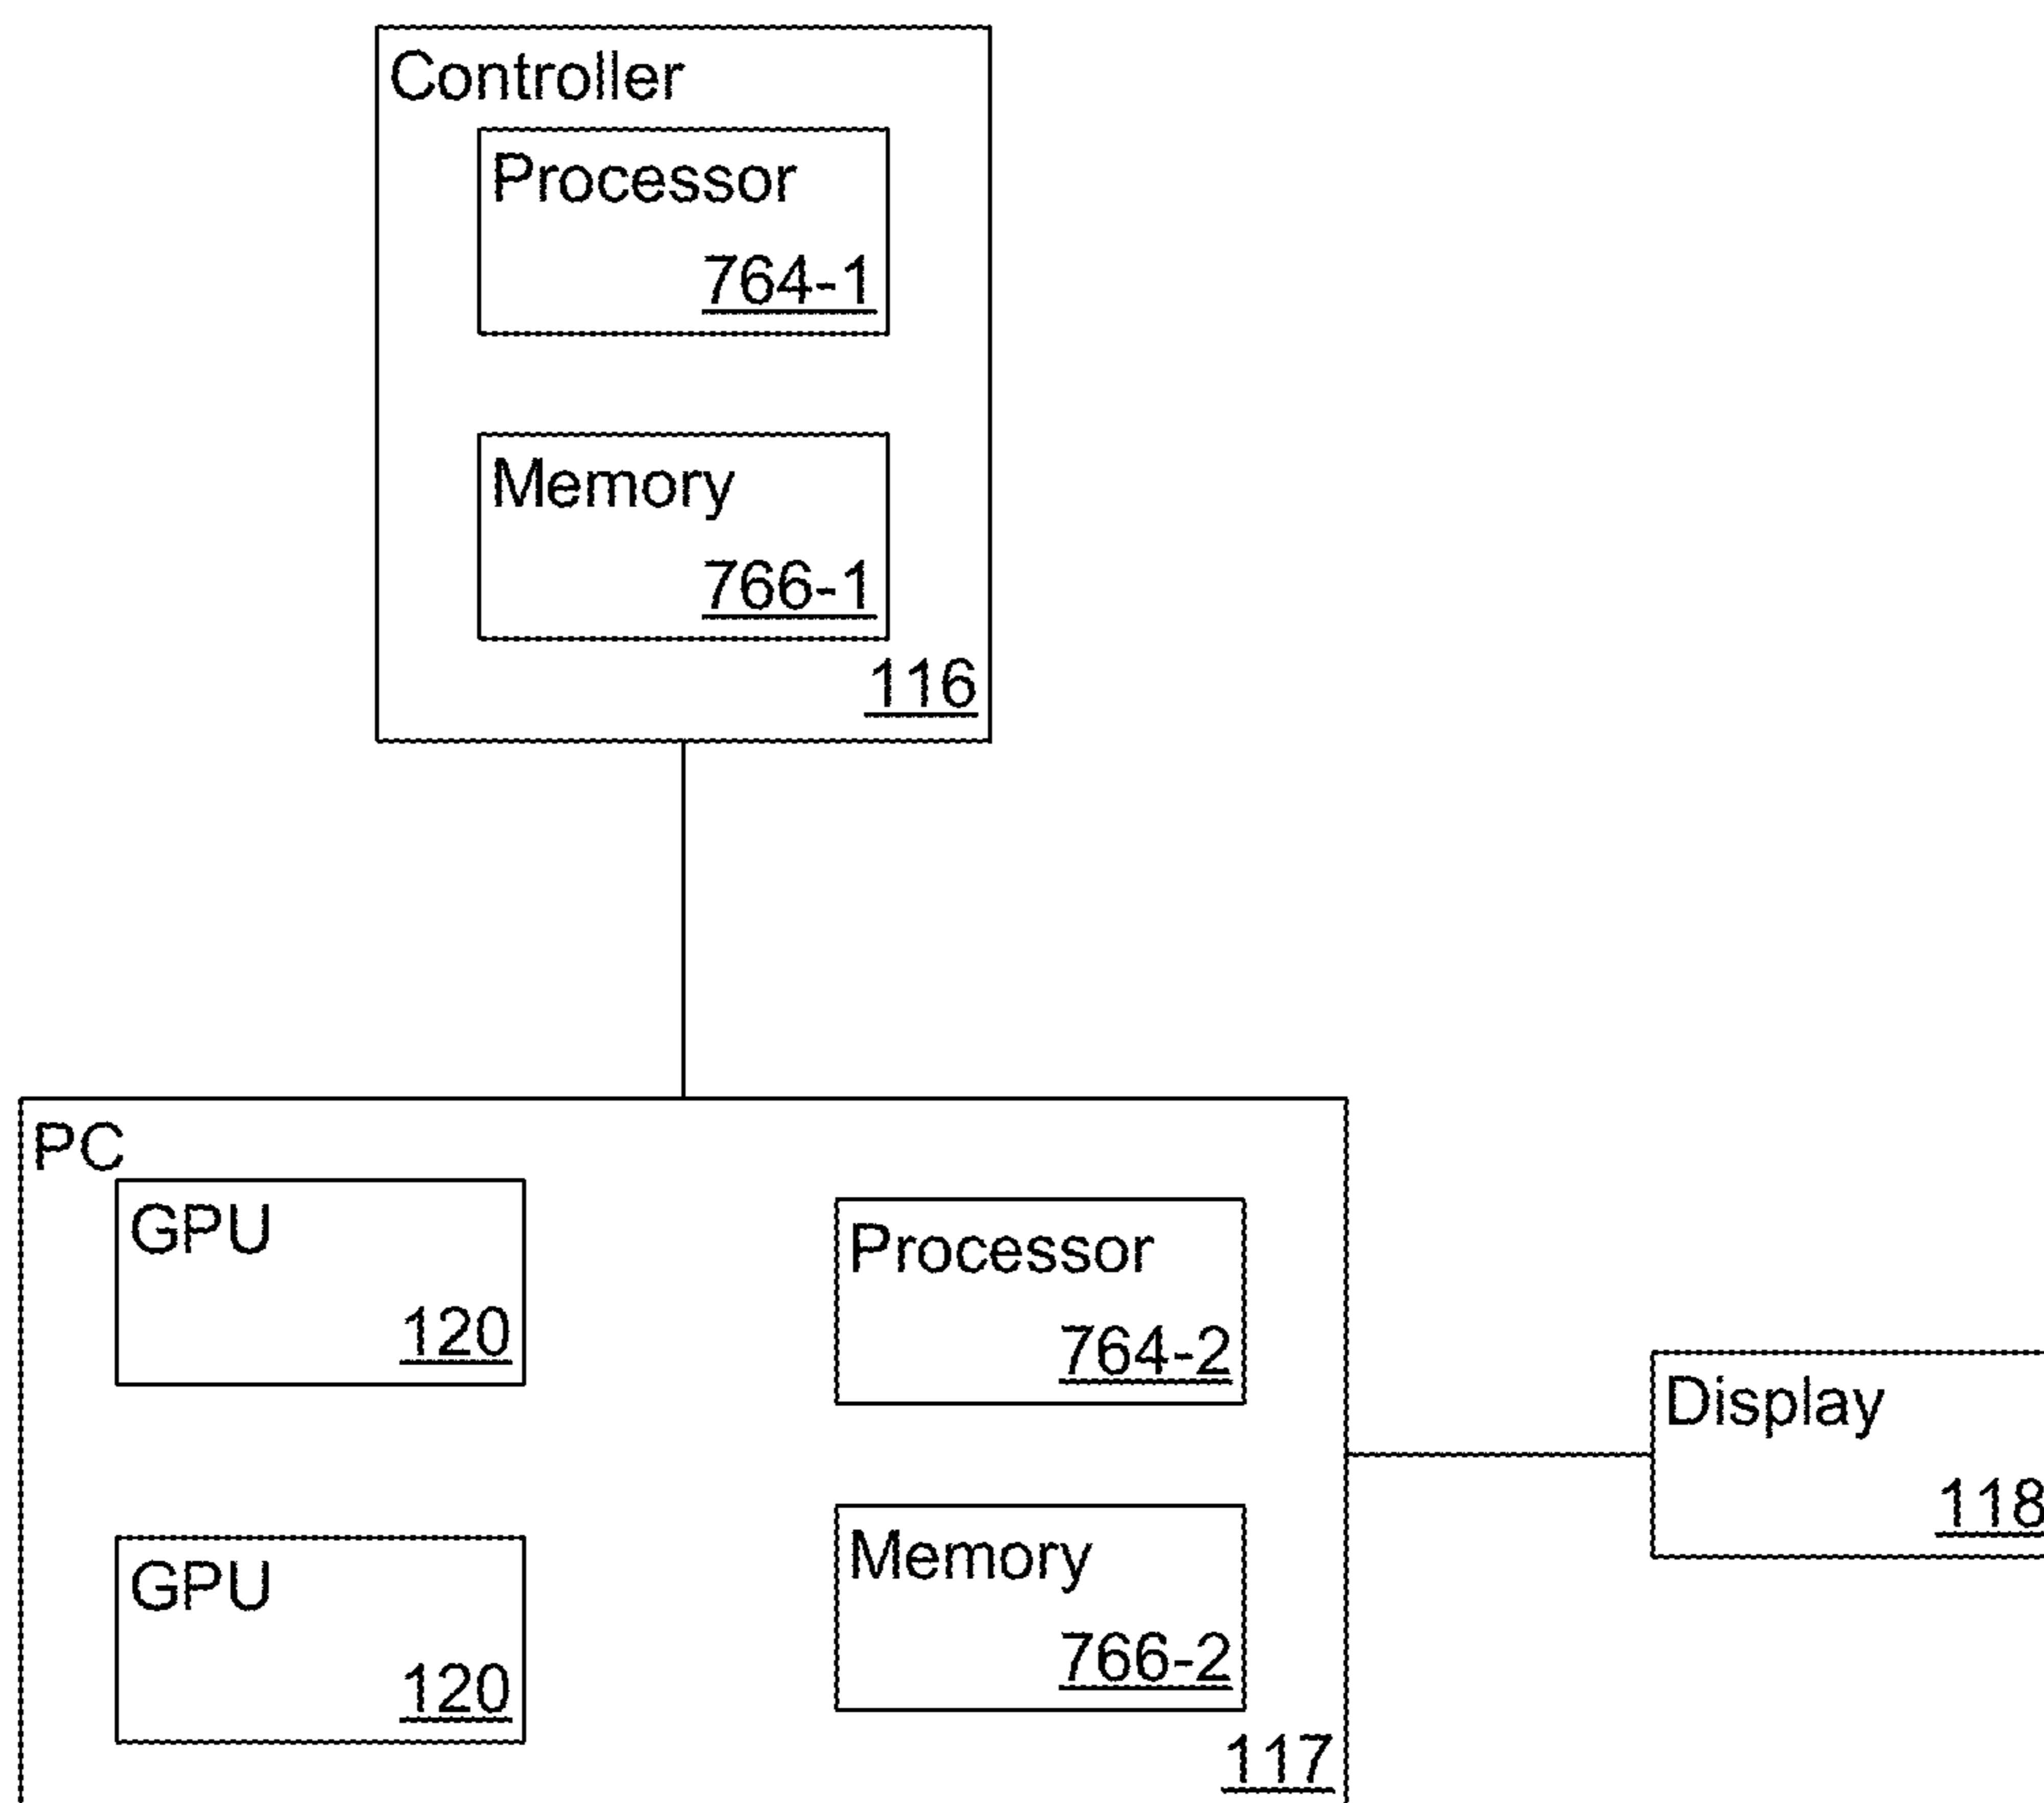 Controller
Processor
764-1
Memory
766-1
116
PC
GPU
120
Processor
764-2
Display
118
GPU
120
Memory
766-2
117